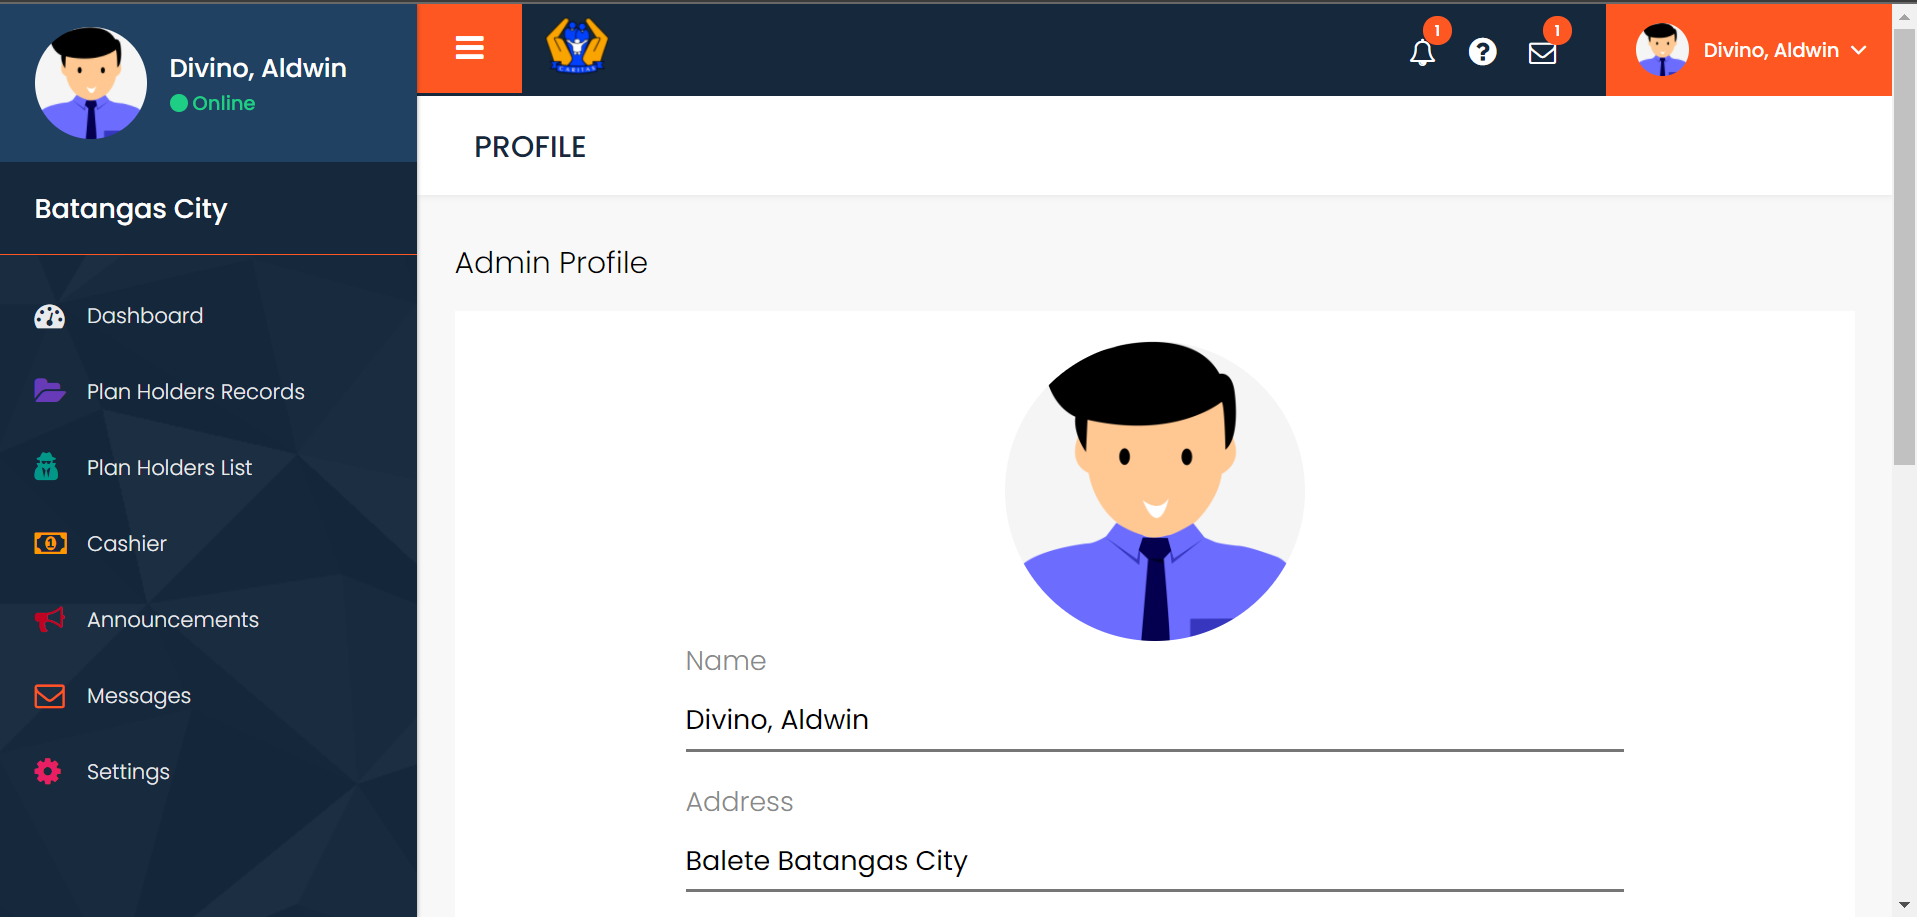 Divino, Aldwin
Online
Batangas City
Dashboard
Plan Holders Records
Plan Holders List
1
Cashier
Announcements
Messages
Settings
CARITAS
1
1
Divino, Aldwin
PROFILE
Admin Profile
Name
Divino, Aldwin
Address
Balete Batangas City